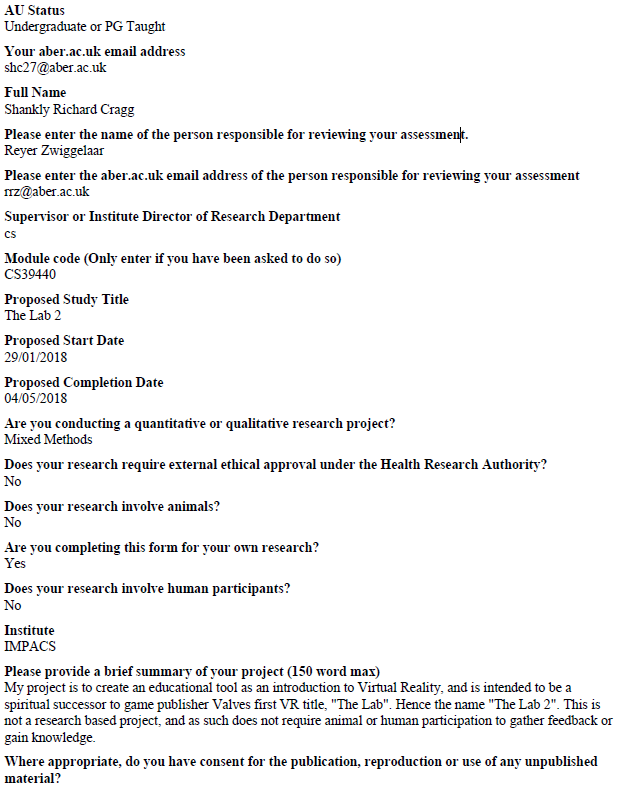 AU Status
Undergraduate or PG Taught
Your aber.ac.uk email address
shc27@aber.ac.uk
Full Name
Shankly Richard Cragg
Please enter the name of the person responsible for reviewing your assessment.
Reyer Zwiggelaar
Please enter the aber.ac.uk email address of the person responsible for reviewing your assessment
rrz@aber.ac.uk
Supervisor or Institute Director of Research Department
cs
Module code (Only enter if you have been asked to do so)
CS39440
Proposed Study Title
The Lab 2
Proposed Start Date
29/01/2018
Proposed Completion Date
04/05/2018
Are you conducting a quantitative or qualitative research project?
Mixed Methods
Does your research require external ethical approval under the Health Research Authority?
No
Does your research involve animals?
No
Are you completing this form for your own research?
Yes
Does your research involve human participants?
No
Institute
IMPACS
Please provide a brief summary of your project (150 word max)
My project is to create an educational tool as an introduction to Virtual Reality, and is intended to be a
spiritual successor to game publisher Valves first VR title, "The Lab". Hence the name "The Lab 2". This is
not a research based project, and as such does not require animal or human participation to gather feedback or
gain knowledge.
Where appropriate, do you have consent for the publication, reproduction or use of any unpublished
material?